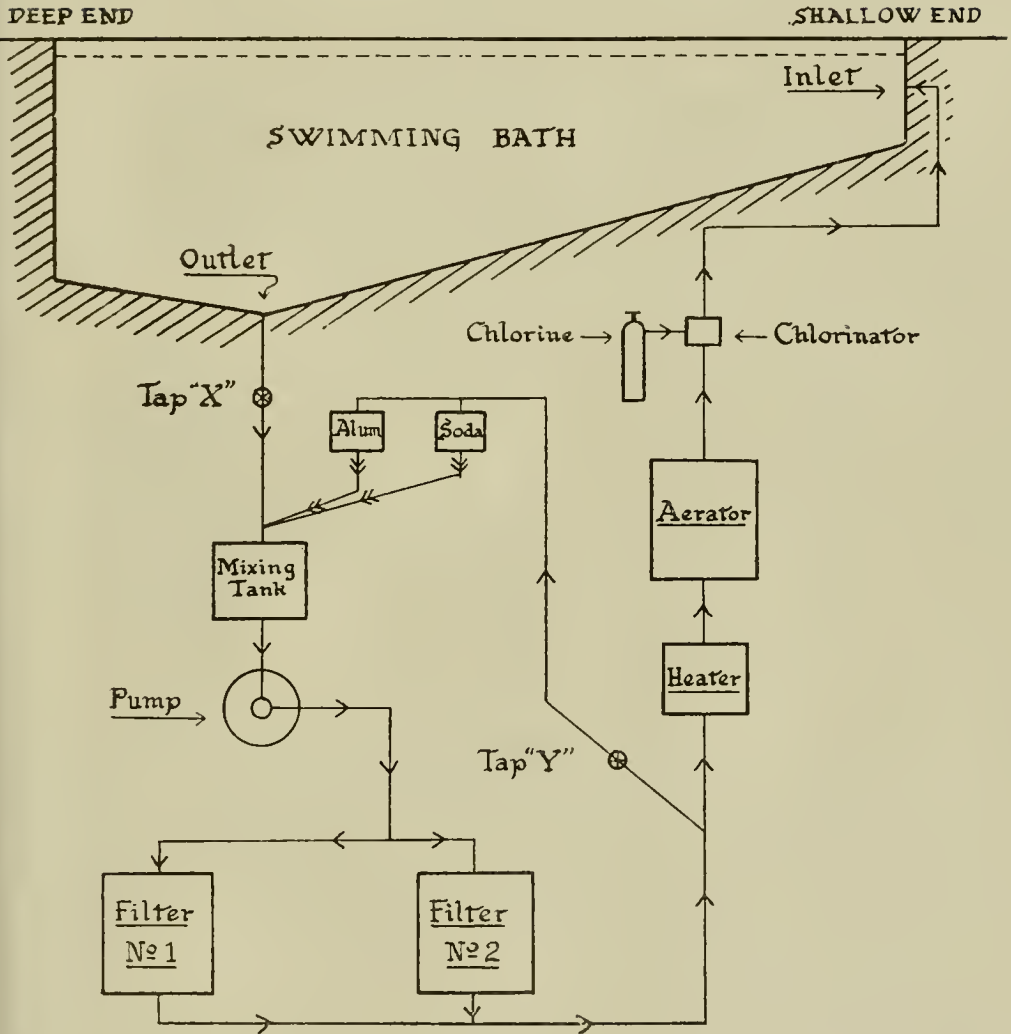 DEEP END
SHALLOW END
Inlet
SWIMMING BATH
Outlet
Chlorine
Chlorinator
Tap "X"
Alum
Soda
Aerator
Mixing
Tank
Heater
Pump
Tap "Y"
Filter
Nº 1
Filter
Nº 2